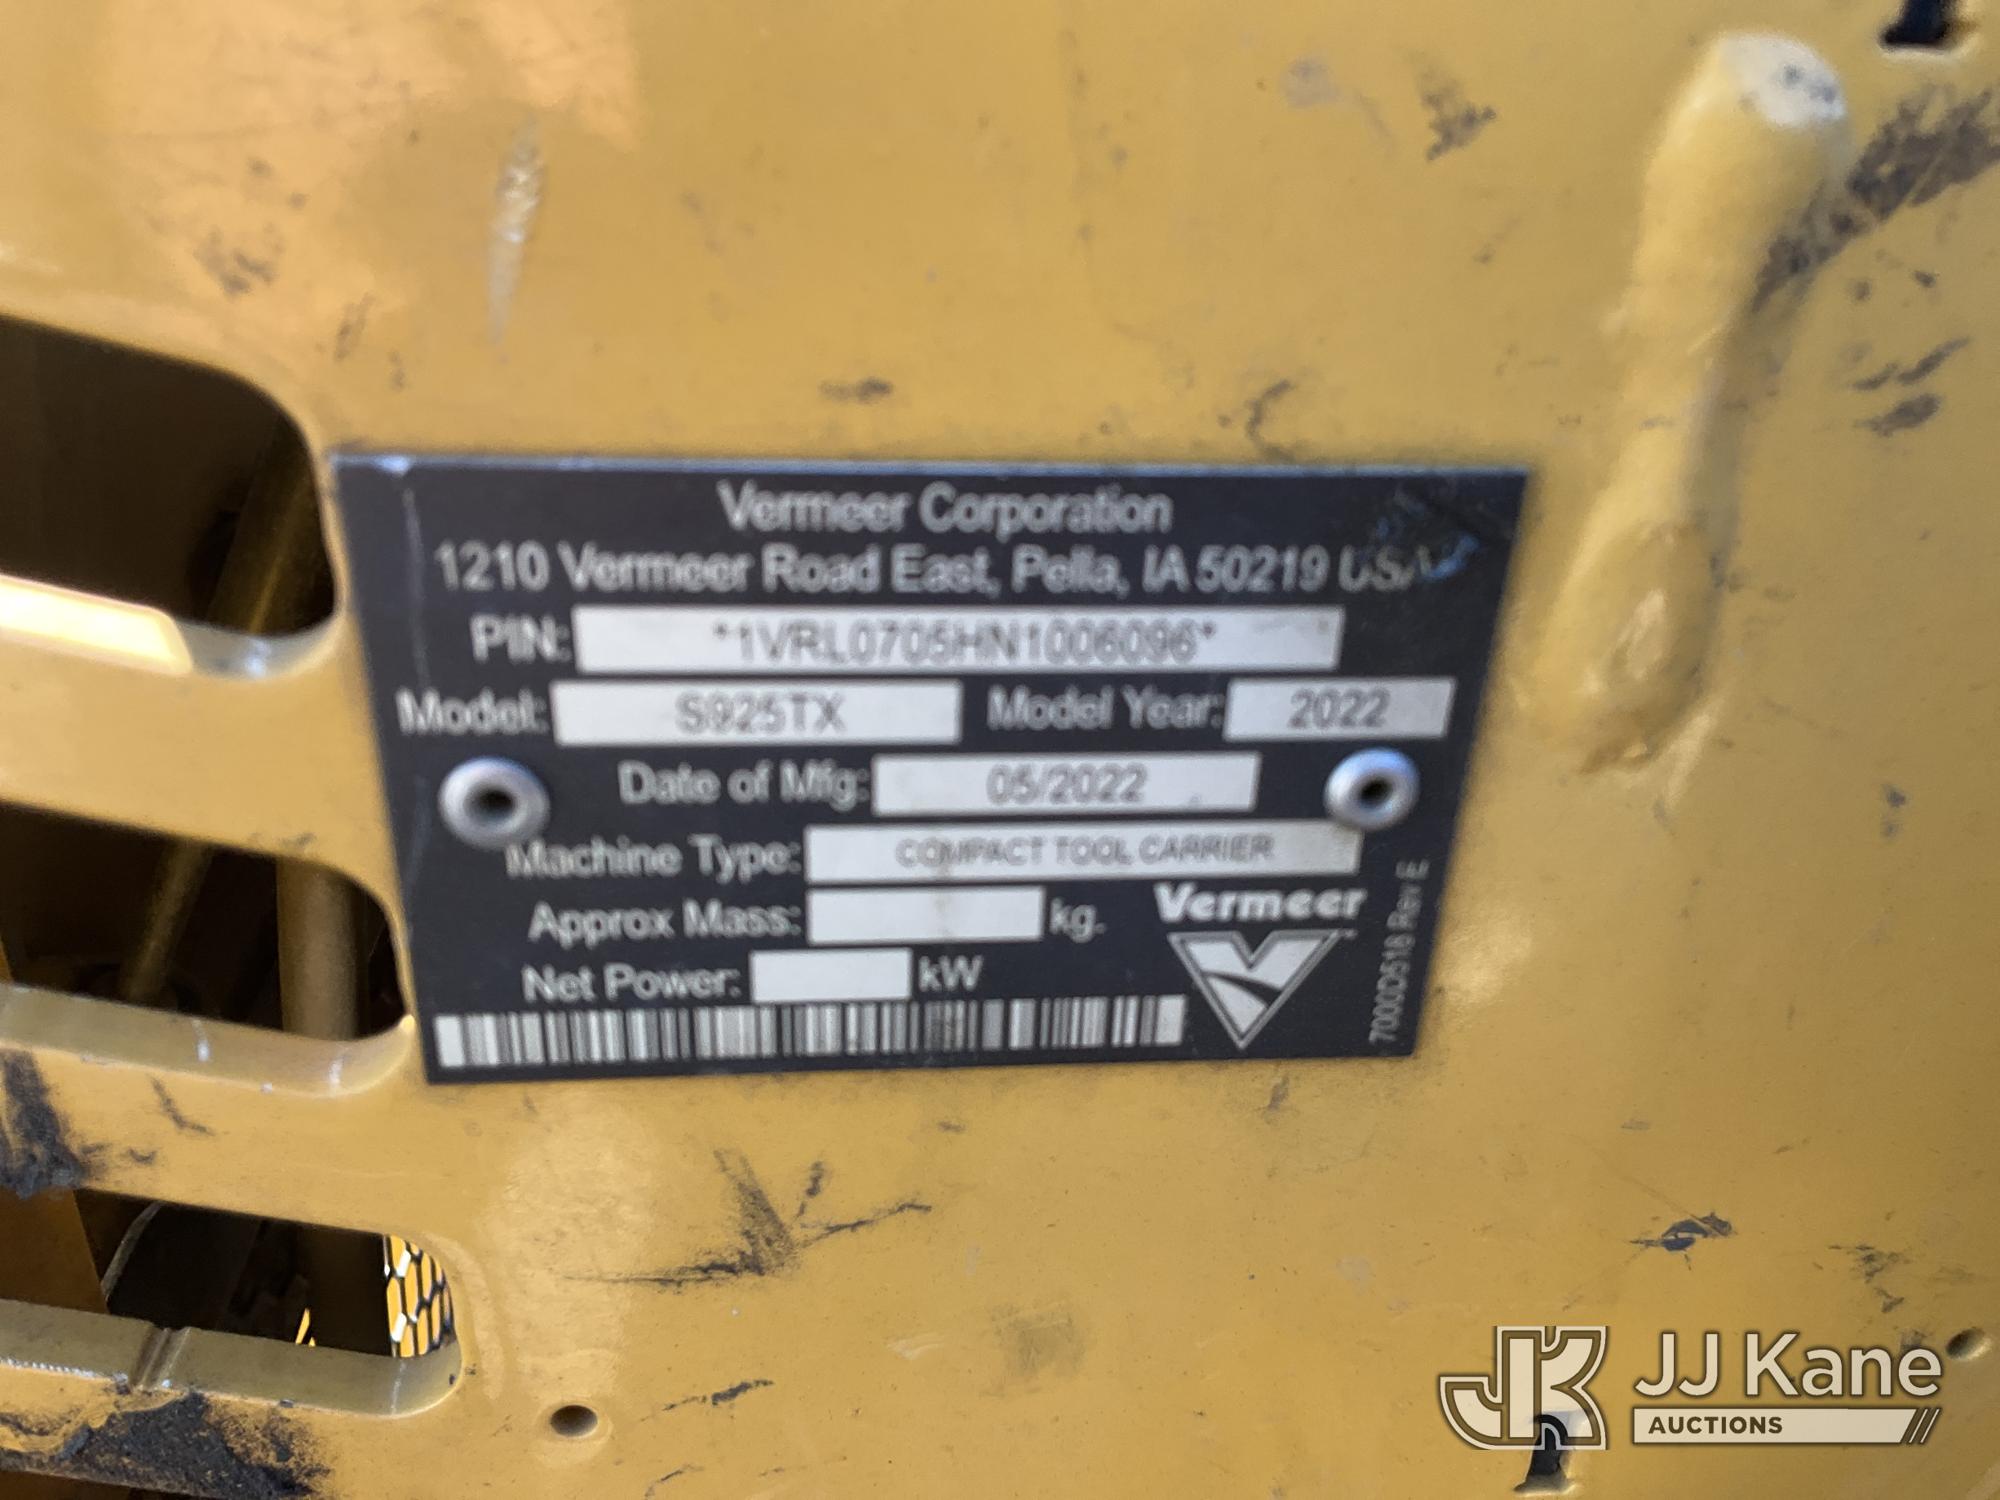 Vermeer Corporation
1210 Vermeer Road East, Pella, IA 50219 USA
PIN: *1VRL0705HN1006096*
Model: S925TX Model Year: 2022
Date of Mfg: 05/2022
Machine Type: COMPACT TOOL CARRIER
Approx Mass: kg.
Net Power: kW
Vermeer
7000D518 Rev E
JJ Kane
AUCTIONS